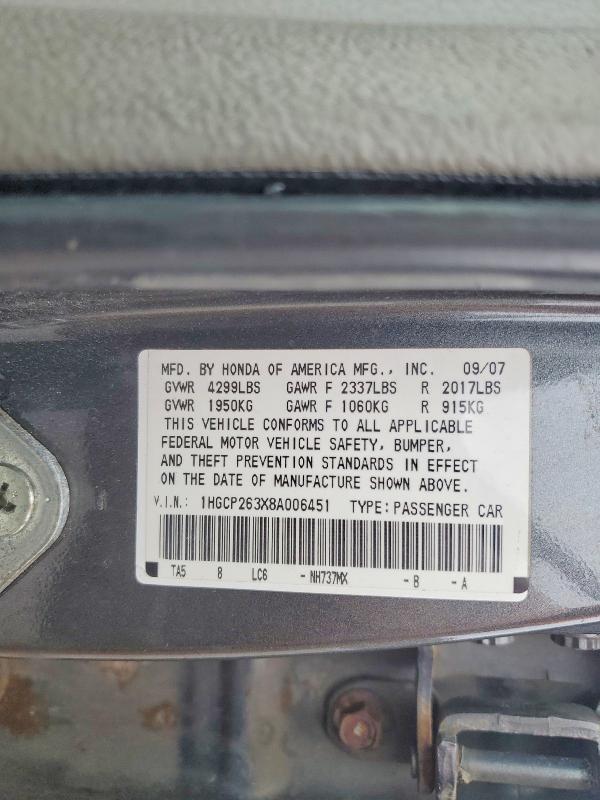 MFD. BY HONDA OF AMERICA MFG., INC. 09/07
GVWR 4299LBS GAWR F 2337LBS R 2017LBS
GVWR 1950KG GAWR F 1060KG R 915KG
THIS VEHICLE CONFORMS TO ALL APPLICABLE
FEDERAL MOTOR VEHICLE SAFETY, BUMPER,
AND THEFT PREVENTION STANDARDS IN EFFECT
ON THE DATE OF MANUFACTURE SHOWN ABOVE.
V.I.N.: 1HGCP263X8A006451 TYPE: PASSENGER CAR
TA5 8 LC6 -NH737MX -B -A